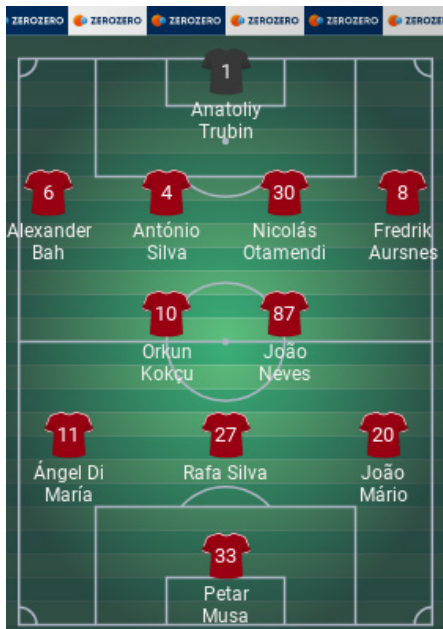 ZEROZERO ZEROZERO ZEROZERO ZEROZERO ZEROZERO ZEROZE
1
Anatoliy
Trubin
6 4 30 8
Alexander António Nicolás Fredrik
Bah Silva Otamendi Aursnes
10 87
Orkun João
Kokçu Neves
11 27 20
Ángel Di Rafa Silva João
María Mário
33
Petar
Musa